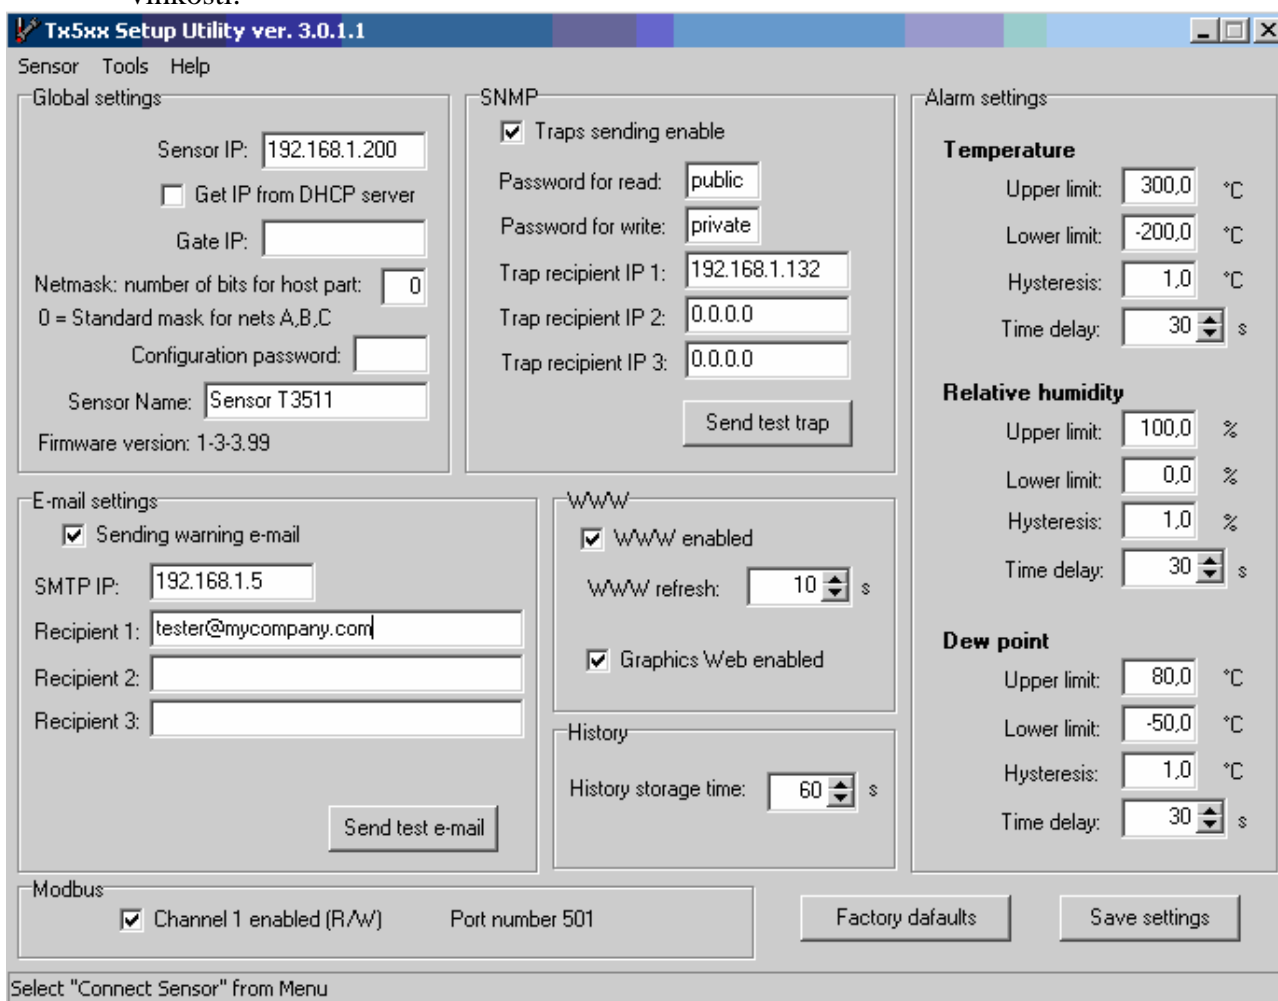 vlhkosti.
Tx5xx Setup Utility ver. 3.0.1.1
Sensor Tools Help
Global settings
Sensor IP: 192.168.1.200
Get IP from DHCP server
Gate IP:
Netmask: number of bits for host part: 0
0 = Standard mask for nets A,B,C
Configuration password:
Sensor Name: Sensor T3511
Firmware version: 1-3-3.99
SNMP
Traps sending enable
Password for read: public
Password for write: private
Trap recipient IP 1: 192.168.1.132
Trap recipient IP 2: 0.0.0.0
Trap recipient IP 3: 0.0.0.0
Send test trap
Alarm settings
Temperature
Upper limit: 300,0 °C
Lower limit: -200,0 °C
Hysteresis: 1,0 °C
Time delay: 30 s
Relative humidity
Upper limit: 100,0 %
Lower limit: 0,0 %
Hysteresis: 1,0 %
Time delay: 30 s
Dew point
Upper limit: 80,0 °C
Lower limit: -50,0 °C
Hysteresis: 1,0 °C
Time delay: 30 s
E-mail settings
Sending warning e-mail
SMTP IP: 192.168.1.5
Recipient 1: tester@mycompany.com
Recipient 2:
Recipient 3:
Send test e-mail
WWW
WWW enabled
WWW refresh: 10 s
Graphics Web enabled
History
History storage time: 60 s
Modbus
Channel 1 enabled (R/W) Port number 501
Factory dafaults
Save settings
Select "Connect Sensor" from Menu